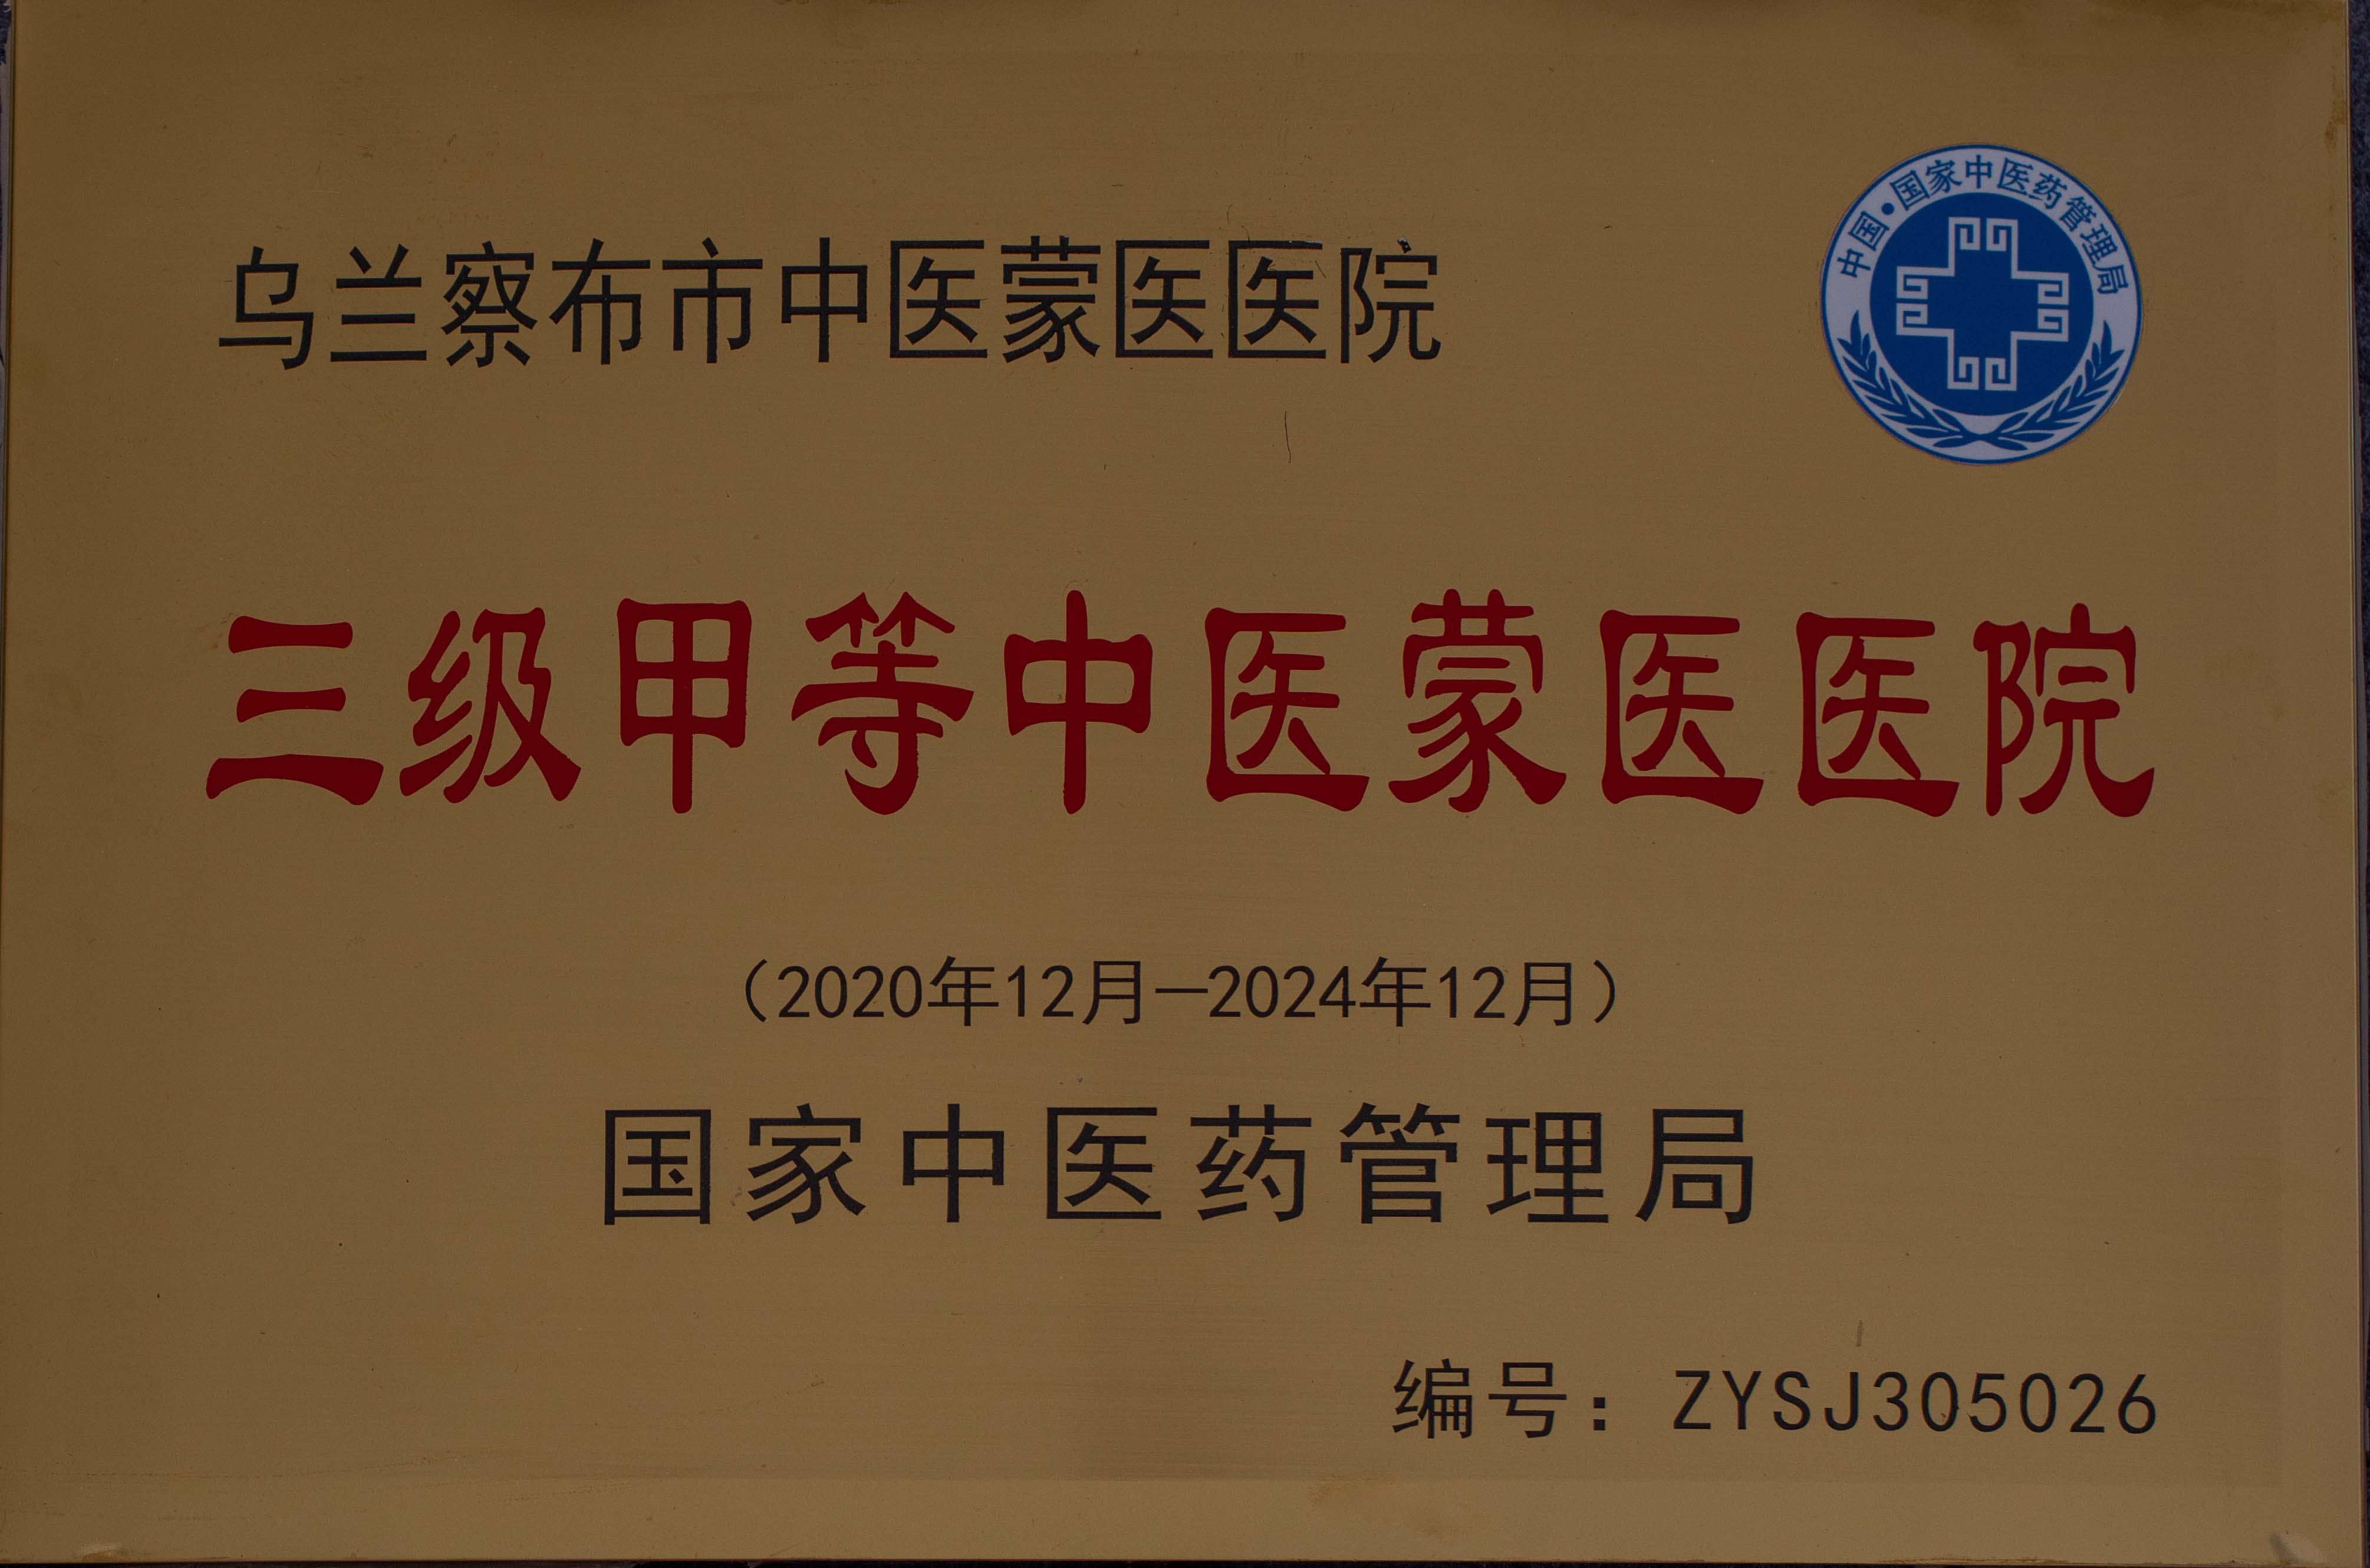 乌兰察布市中医蒙医医院
中国·国家中医药管理局
三级甲等中医蒙医医院
（2020年12月—2024年12月）
国家中医药管理局
编号：ZYSJ305026